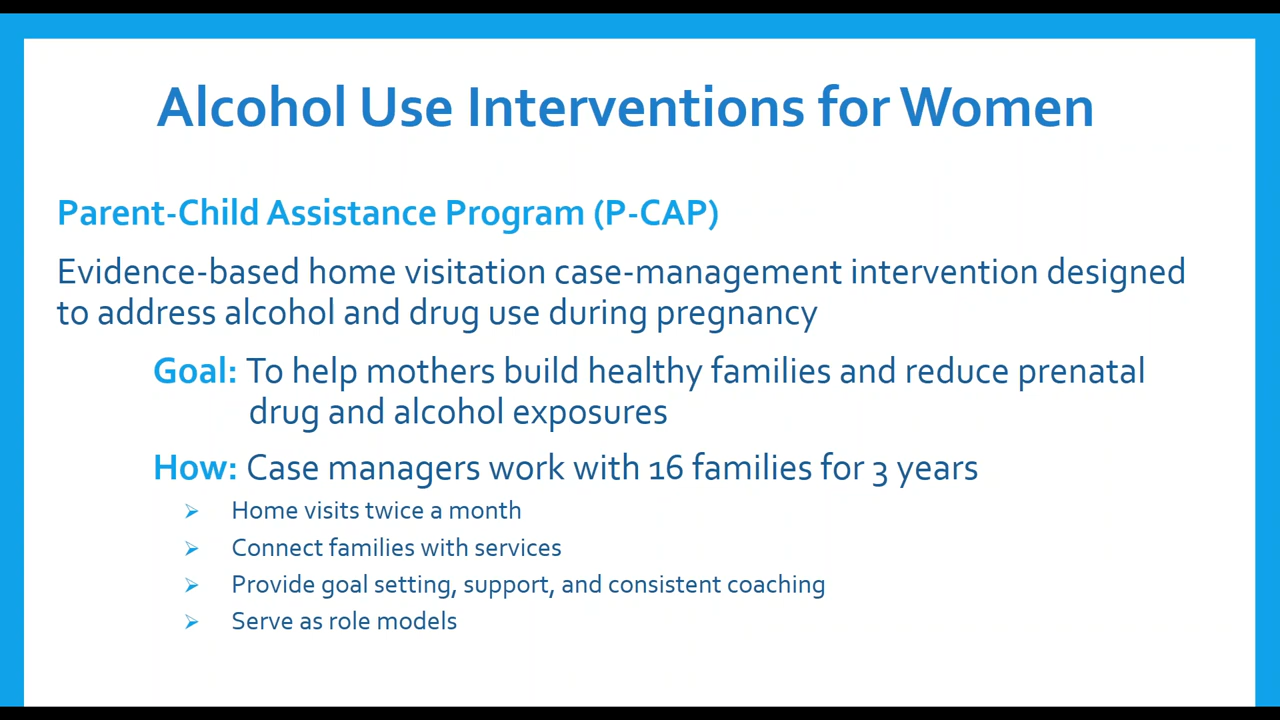 Alcohol Use Interventions for Women
Parent-Child Assistance Program (P-CAP)
Evidence-based home visitation case-management intervention designed
to address alcohol and drug use during pregnancy
Goal: To help mothers build healthy families and reduce prenatal
drug and alcohol exposures
How: Case managers work with 16 families for 3 years
➢ Home visits twice a month
➢ Connect families with services
➢ Provide goal setting, support, and consistent coaching
➢ Serve as role models